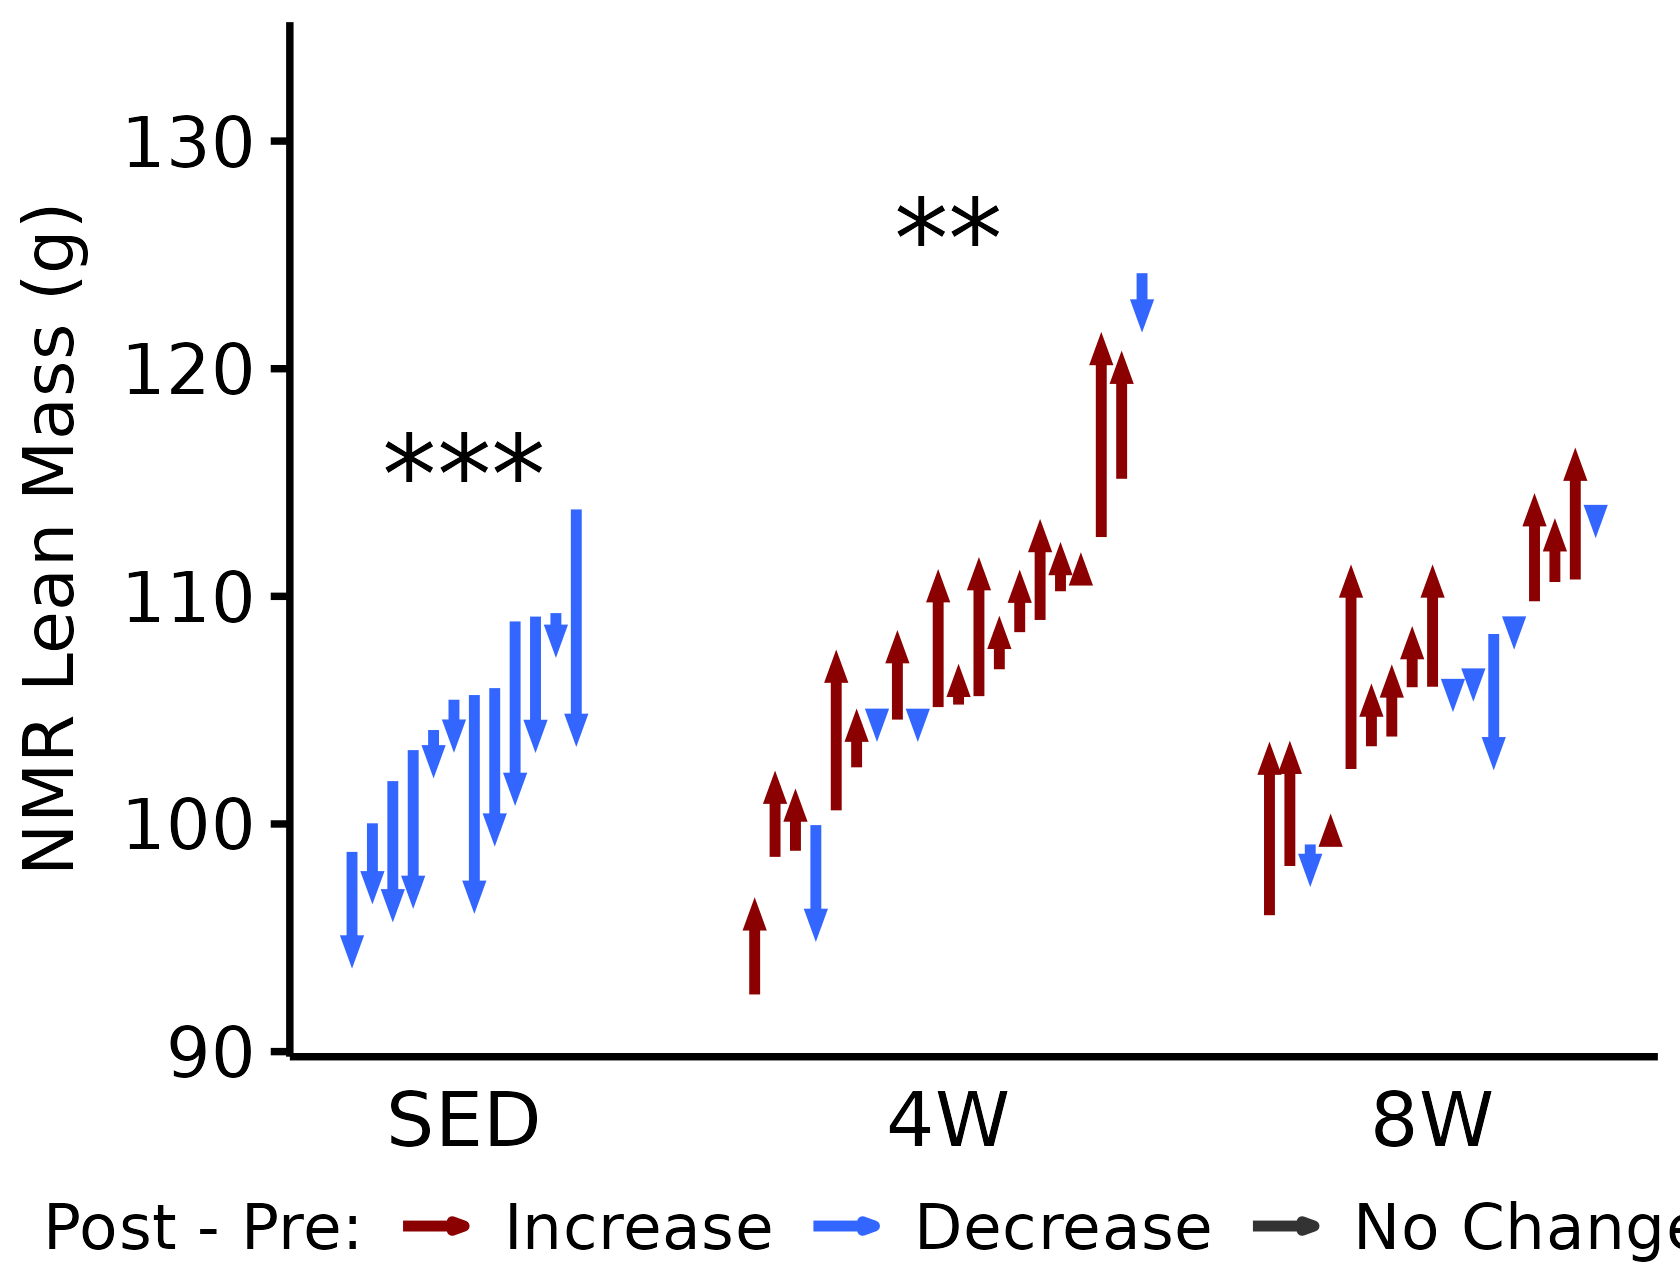 NMR Lean Mass (g)
130
120
110
100
90
***
**
SED 4W 8W
Post - Pre: Increase Decrease No Change